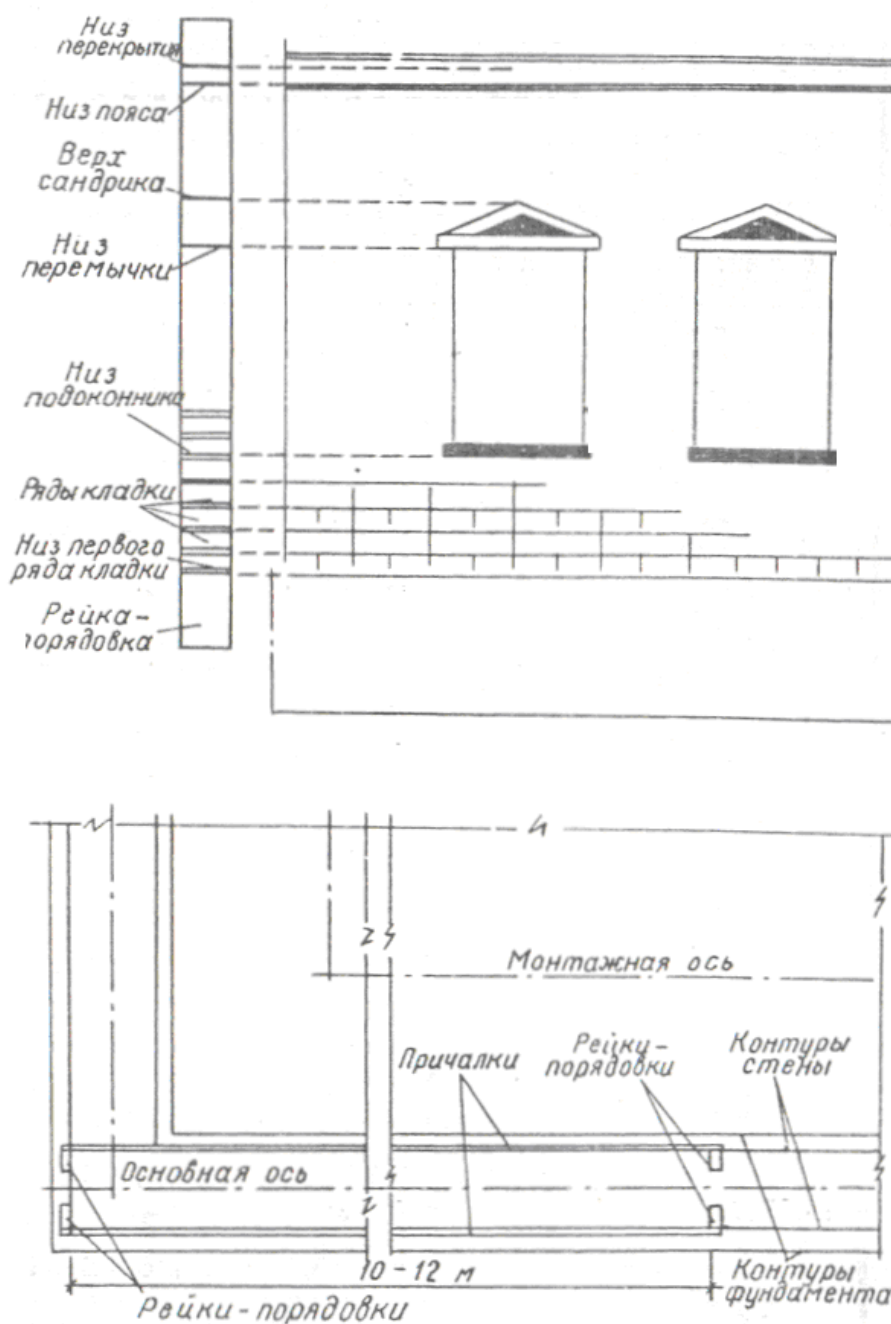 Низ
перекрытия
Низ пояса
Верх
сандрика
Низ
перемычки
Низ
подоконника
Ряды кладки
Низ первого
ряда кладки
Рейка-
порядовка
Монтажная ось
Причалки
Рейки-
порядовки
Контуры
стены
Основная ось
10-12 м
Рейки-порядовки
Контуры
фундамента